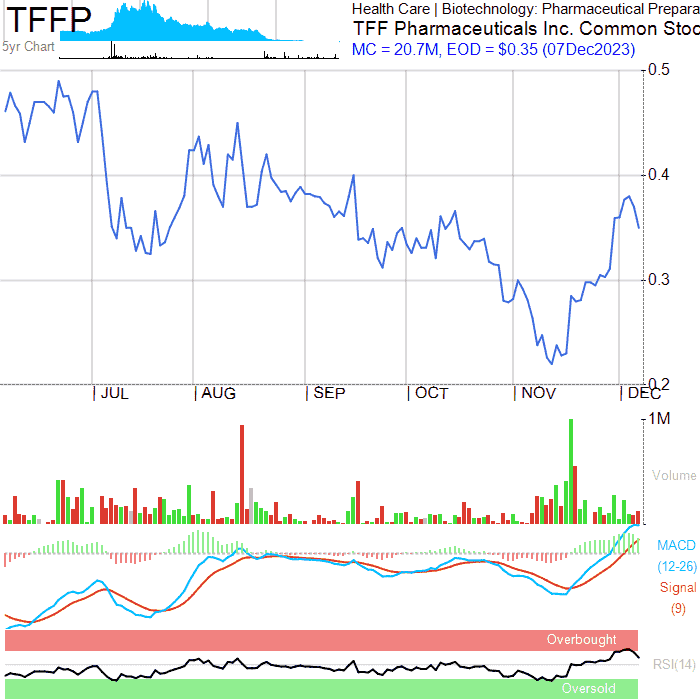 TFFP
5yr Chart
Health Care | Biotechnology: Pharmaceutical Prepara
TFF Pharmaceuticals Inc. Common Stoc
MC = 20.7M, EOD = $0.35 (07Dec2023)
0.5
0.4
0.3
0.2
JUL AUG SEP OCT NOV DEC
1M
Volume
MACD
(12-26)
Signal
(9)
Overbought
RSI(14)
Oversold